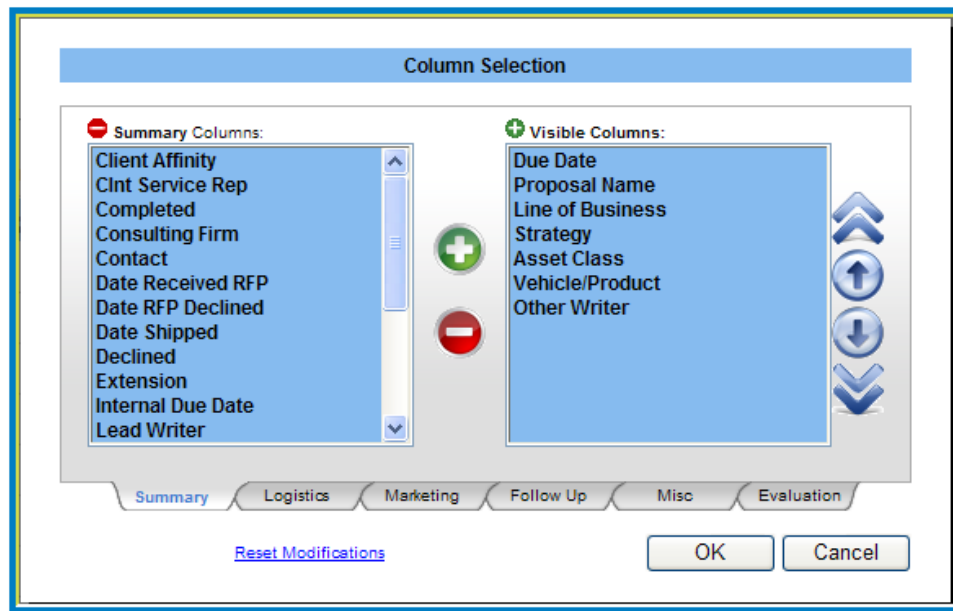 Column Selection
Summary Columns:
Client Affinity
Clnt Service Rep
Completed
Consulting Firm
Contact
Date Received RFP
Date RFP Declined
Date Shipped
Declined
Extension
Internal Due Date
Lead Writer
Visible Columns:
Due Date
Proposal Name
Line of Business
Strategy
Asset Class
Vehicle/Product
Other Writer
Summary Logistics Marketing Follow Up Misc Evaluation
Reset Modifications OK Cancel